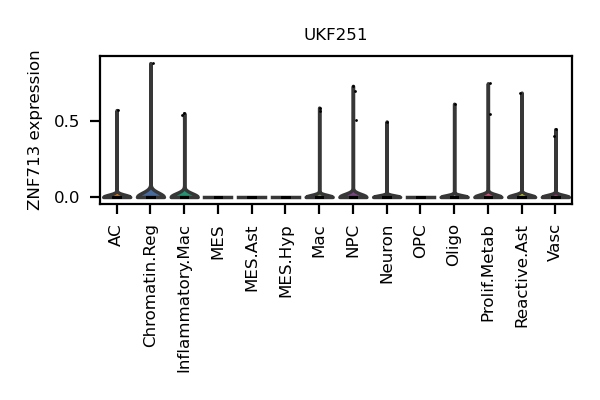 UKF251
ZNF713 expression
0.5
0.0
AC
Chromatin.Reg
Inflammatory.Mac
MES
MES.Ast
MES.Hyp
Mac
NPC
Neuron
OPC
Oligo
Prolif.Metab
Reactive.Ast
Vasc